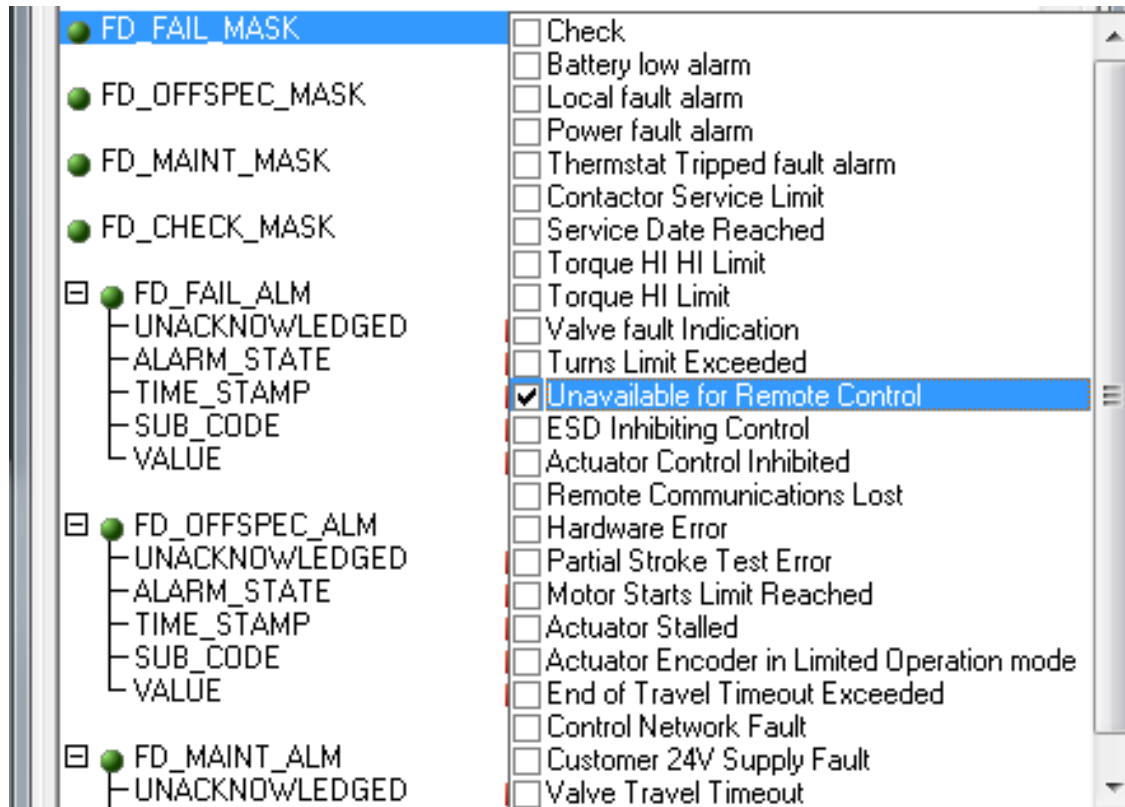 FD_FAIL_MASK
FD_OFFSPEC_MASK
FD_MAINT_MASK
FD_CHECK_MASK
FD_FAIL_ALM
UNACKNOWLEDGED
ALARM_STATE
TIME_STAMP
SUB_CODE
VALUE
FD_OFFSPEC_ALM
UNACKNOWLEDGED
ALARM_STATE
TIME_STAMP
SUB_CODE
VALUE
FD_MAINT_ALM
UNACKNOWLEDGED
Check
Battery low alarm
Local fault alarm
Power fault alarm
Thermstat Tripped fault alarm
Contactor Service Limit
Service Date Reached
Torque HI HI Limit
Torque HI Limit
Valve fault Indication
Turns Limit Exceeded
Unavailable for Remote Control
ESD Inhibiting Control
Actuator Control Inhibited
Remote Communications Lost
Hardware Error
Partial Stroke Test Error
Motor Starts Limit Reached
Actuator Stalled
Actuator Encoder in Limited Operation mode
End of Travel Timeout Exceeded
Control Network Fault
Customer 24V Supply Fault
Valve Travel Timeout